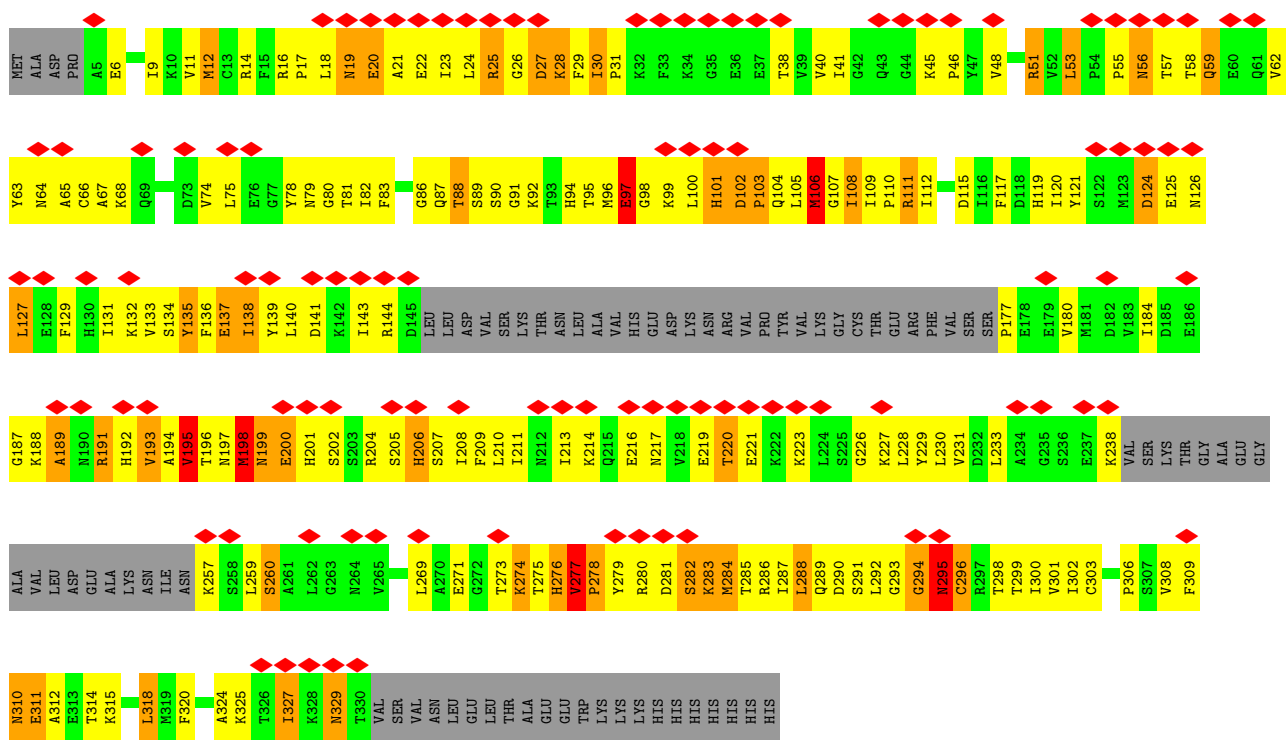 MET ALA ASP PRO A5 E6 I9 K10 V11 M12 C13 R14 F15 R16 P17 L18 N19 E20 A21 E22 I23 L24 R25 G26 D27 K28 F29 I30 P31 K32 F33 K34 G35 E36 E37 T38 V39 V40 I41 G42 Q43 G44 K45 P46 Y47 V48 R51 V52 L53 P54 P55 N56 T57 T58 Q59 E60 Q61 V62
Y63 N64 A65 C66 A67 K68 Q69 D73 V74 L75 E76 G77 Y78 N79 G80 T81 I82 F83 G86 Q87 T88 S89 S90 G91 K92 T93 H94 T95 M96 E97 G98 K99 L100 H101 D102 P103 Q104 L105 M106 G107 I108 I109 P110 R111 I112 D115 I116 F117 D118 H119 I120 Y121 S122 M123 D124 E125 N126
L127 E128 F129 H130 I131 K132 V133 S134 Y135 F136 E137 I138 Y139 L140 D141 K142 I143 R144 D145 LEU LEU ASP VAL SER LYS THR ASN LEU ALA VAL HIS GLU ASP LYS ASN ARG VAL PRO TYR VAL LYS GLY CYS THR GLU ARG PHE VAL SER SER P177 E178 E179 V180 M181 D182 V183 I184 D185 E186
G187 K188 A189 N190 R191 H192 V193 A194 V195 T196 N197 M198 N199 E200 H201 S202 S203 R204 S205 H206 S207 I208 F209 L210 I211 N212 I213 K214 Q215 E216 N217 V218 E219 T220 E221 K222 K223 L224 S225 G226 K227 L228 Y229 L230 V231 D232 L233 A234 G235 S236 E237 K238 VAL SER LYS THR GLY ALA GLU GLY
ALA VAL LEU ASP GLU ALA LYS ASN ILE ASN K257 S258 L259 S260 A261 L262 G263 N264 V265 L269 A270 E271 G272 T273 K274 T275 H276 V277 P278 Y279 R280 D281 S282 K283 M284 T285 R286 I287 L288 Q289 D290 S291 L292 G293 G294 N295 C296 R297 T298 T299 I300 V301 I302 C303 P306 S307 V308 F309
N310 E311 A312 E313 T314 K315 L318 M319 F320 A324 K325 T326 I327 K328 N329 T330 VAL SER VAL ASN LEU GLU LEU THR ALA GLU GLU TRP LYS LYS LYS HIS HIS HIS HIS HIS HIS HIS